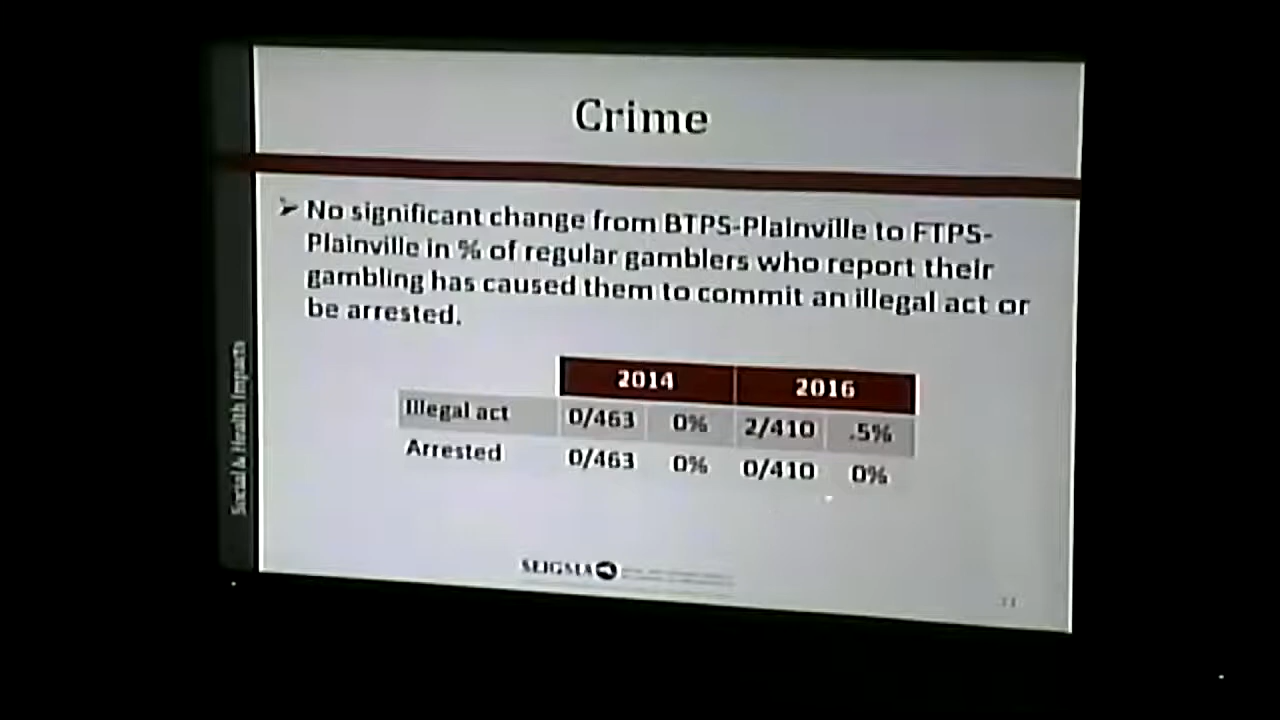 Crime
➢ No significant change from BTPS-Plainville to FTPS-
Plainville in % of regular gamblers who report their
gambling has caused them to commit an illegal act or
be arrested.
2014 2016
Illegal act 0/463 0% 2/410 .5%
Arrested 0/463 0% 0/410 0%
Social & Health Impacts
SEIGMA